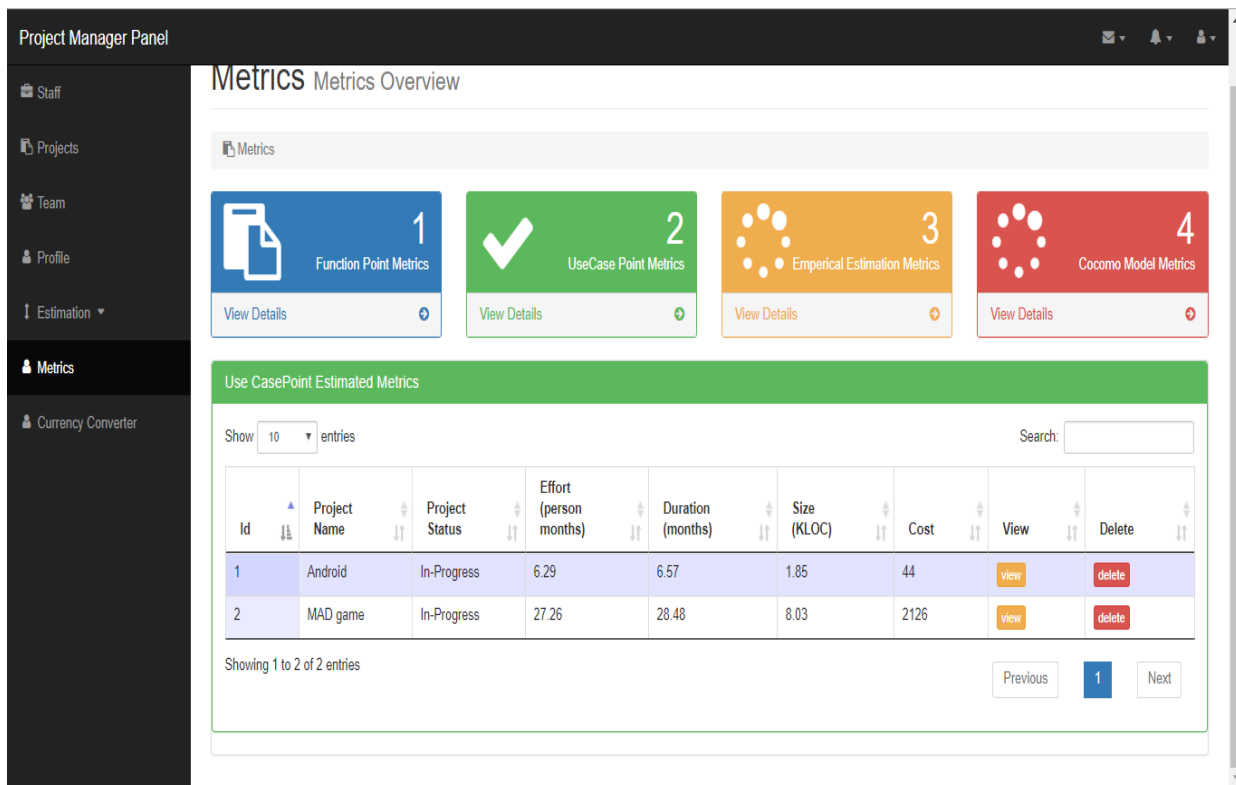 Project Manager Panel
Staff
Projects
Team
Profile
Estimation
Metrics
Currency Converter
Metrics Metrics Overview
Metrics
1
Function Point Metrics
View Details
2
UseCase Point Metrics
View Details
3
Emperical Estimation Metrics
View Details
4
Cocomo Model Metrics
View Details
Use CasePoint Estimated Metrics
Show 10 entries
Search:
Id
Project
Name
Project
Status
Effort
(person
months)
Duration
(months)
Size
(KLOC)
Cost
View
Delete
1 Android In-Progress 6.29 6.57 1.85 44 view delete
2 MAD game In-Progress 27.26 28.48 8.03 2126 view delete
Showing 1 to 2 of 2 entries
Previous 1 Next